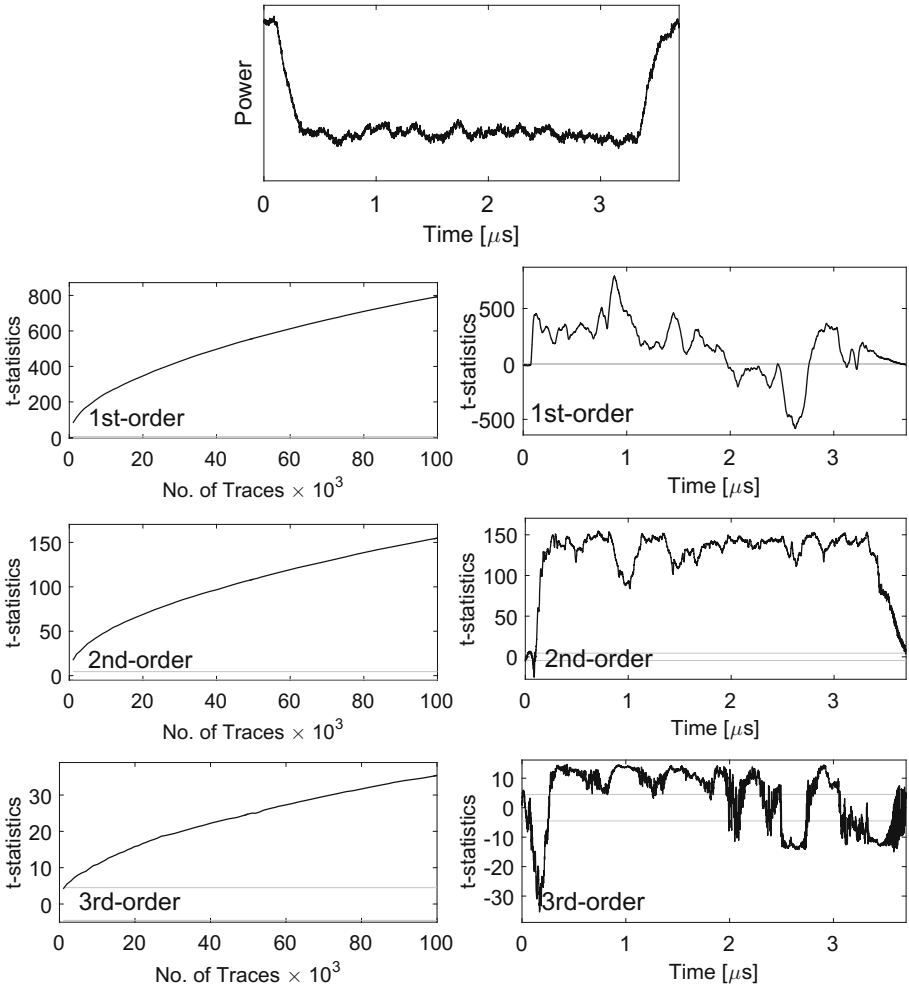 Power
0 1 2 3
Time [μs]
800
600
400
200
0
t-statistics
1st-order
0 20 40 60 80 100
No. of Traces × 10³
500
0
-500
t-statistics
1st-order
0 1 2 3
Time [μs]
150
100
50
0
t-statistics
2nd-order
0 20 40 60 80 100
No. of Traces × 10³
150
100
50
0
t-statistics
2nd-order
0 1 2 3
Time [μs]
30
20
10
0
t-statistics
3rd-order
0 20 40 60 80 100
No. of Traces × 10³
10
0
-10
-20
-30
t-statistics
3rd-order
0 1 2 3
Time [μs]